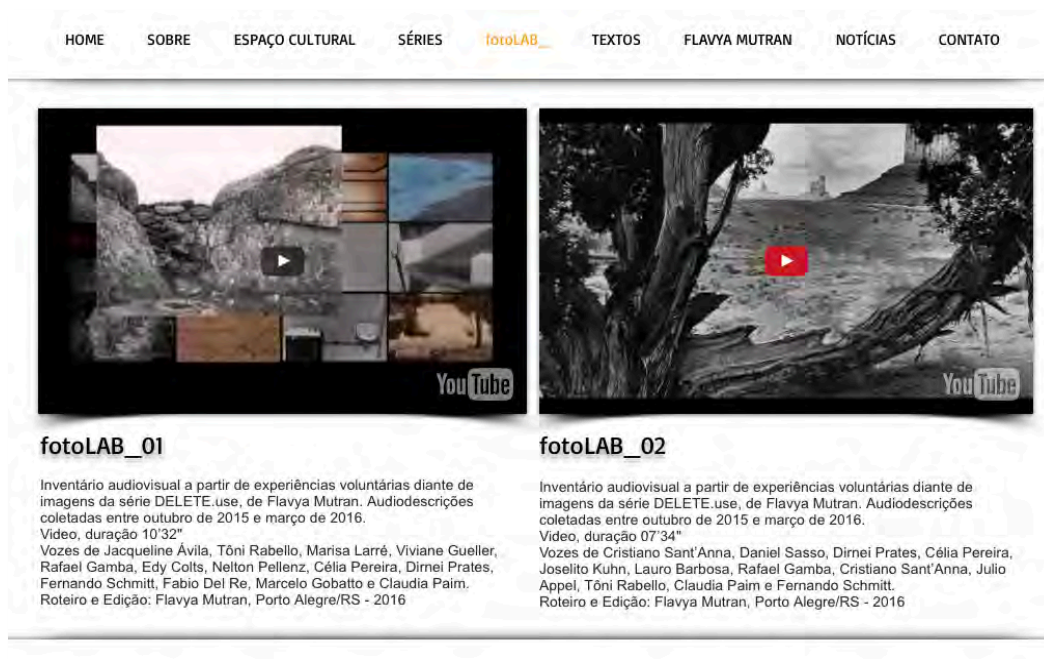 HOME SOBRE ESPAÇO CULTURAL SÉRIES fotoLAB_ TEXTOS FLAVYA MUTRAN NOTÍCIAS CONTATO
YouTube
YouTube
fotoLAB_01
Inventário audiovisual a partir de experiências voluntárias diante de
imagens da série DELETE.use, de Flavya Mutran. Audiodescrições
coletadas entre outubro de 2015 e março de 2016.
Video, duração 10´32"
Vozes de Jacqueline Ávila, Tôni Rabello, Marisa Larré, Viviane Gueller,
Rafael Gamba, Edy Colts, Nelton Pellenz, Célia Pereira, Dirnei Prates,
Fernando Schmitt, Fabio Del Re, Marcelo Gobatto e Claudia Paim.
Roteiro e Edição: Flavya Mutran, Porto Alegre/RS - 2016
fotoLAB_02
Inventário audiovisual a partir de experiências voluntárias diante de
imagens da série DELETE.use, de Flavya Mutran. Audiodescrições
coletadas entre outubro de 2015 e março de 2016.
Video, duração 07´34"
Vozes de Cristiano Sant'Anna, Daniel Sasso, Dirnei Prates, Célia Pereira,
Joselito Kuhn, Lauro Barbosa, Rafael Gamba, Cristiano Sant'Anna, Julio
Appel, Tôni Rabello, Claudia Paim e Fernando Schmitt.
Roteiro e Edição: Flavya Mutran, Porto Alegre/RS - 2016